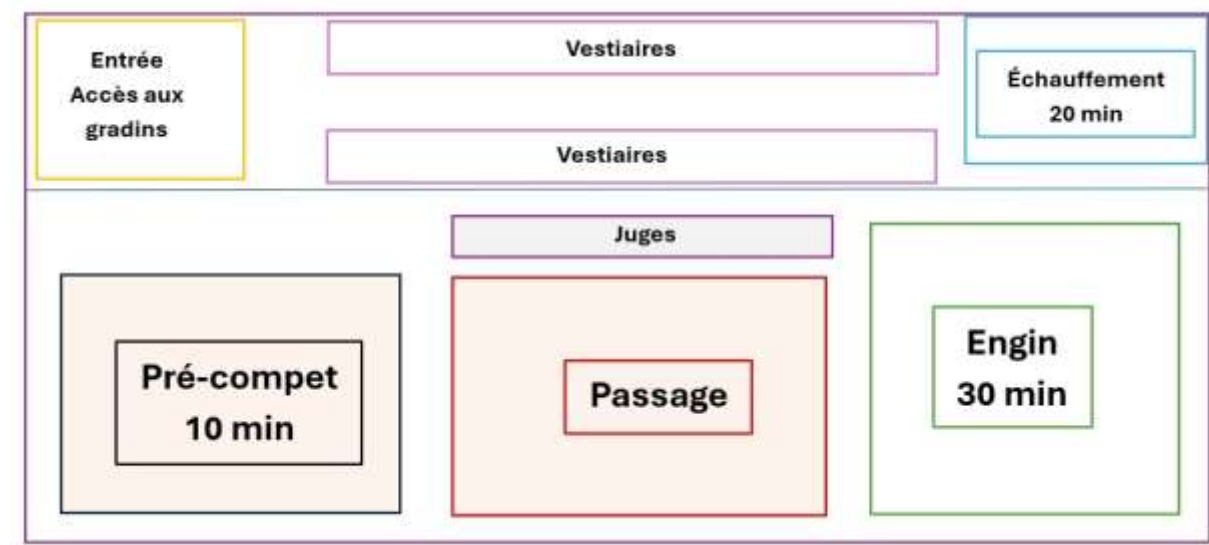 Entrée
Accès aux
gradins
Vestiaires
Échauffement
20 min
Vestiaires
Juges
Pré-compet
10 min
Passage
Engin
30 min